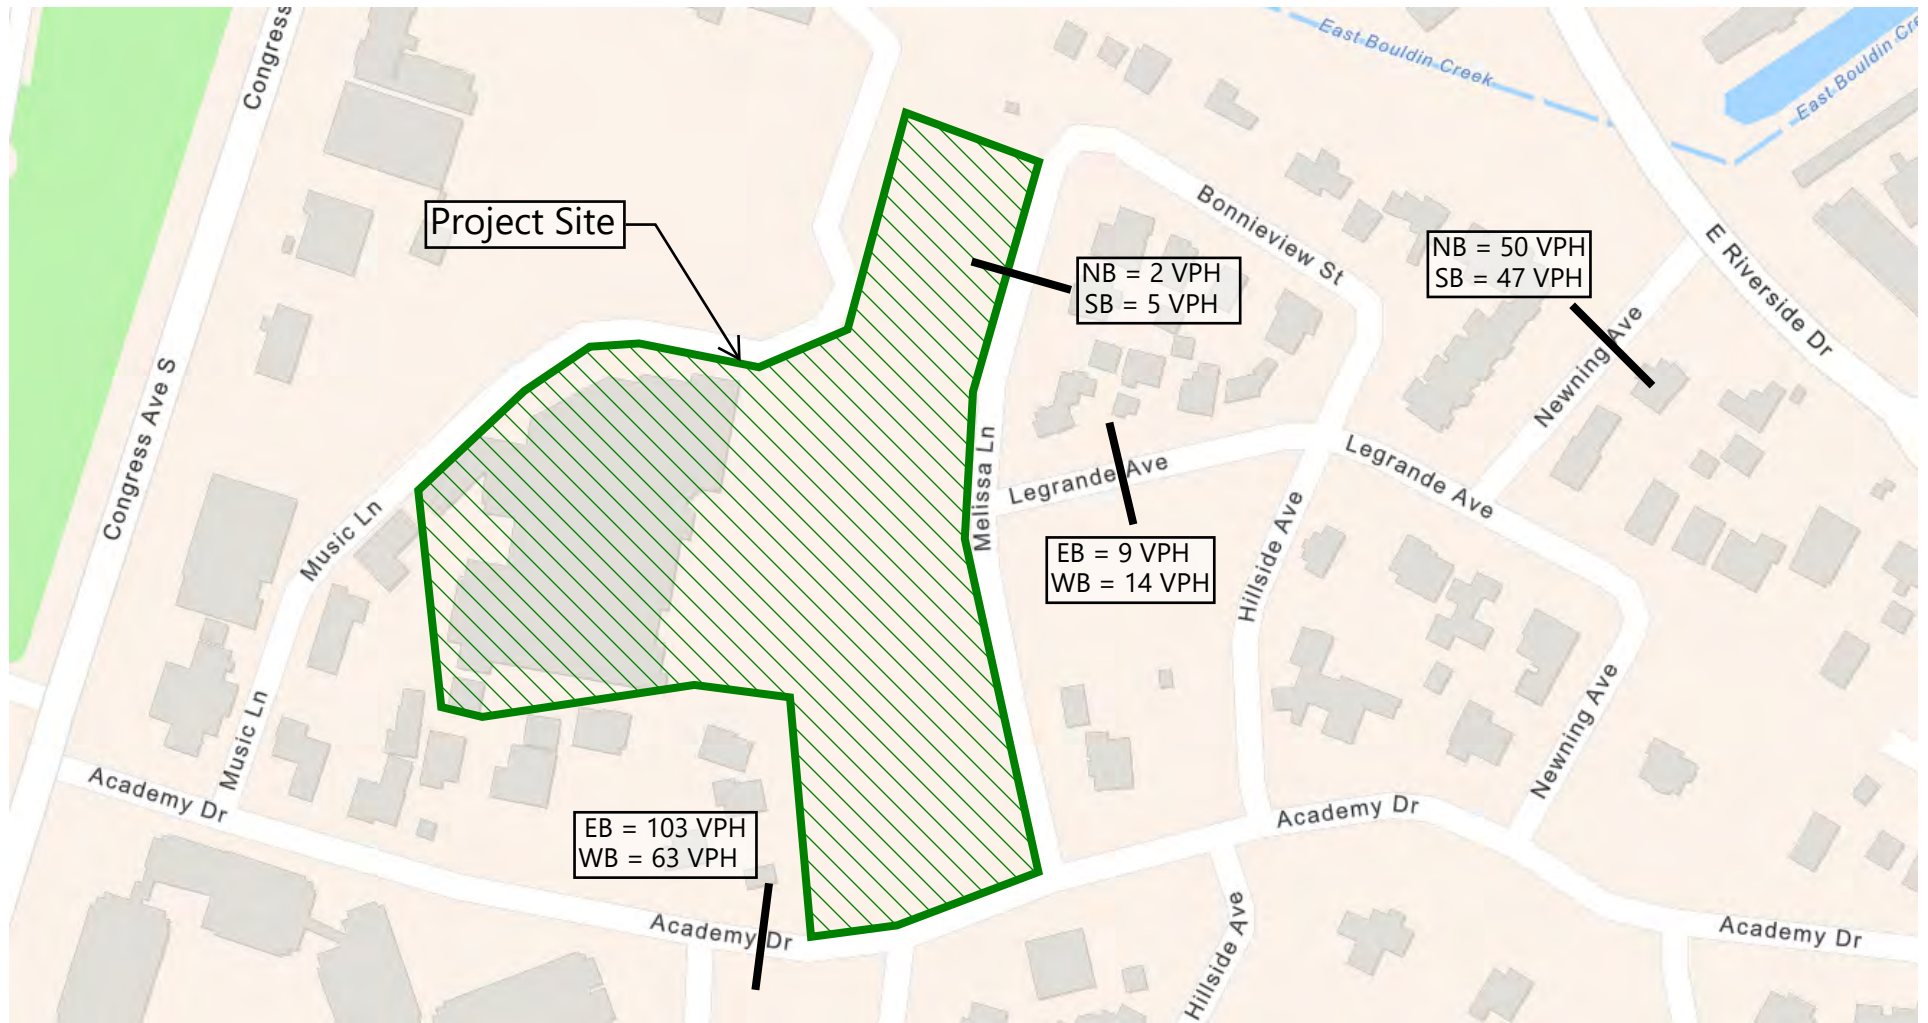 Congress
East Bouldin Creek
East Bouldin Cre
Project Site
Bonnieview St
E Riverside Dr
NB = 50 VPH
SB = 47 VPH
NB = 2 VPH
SB = 5 VPH
Newning Ave
Congress Ave S
Melissa Ln
Legrande Ave
Legrande Ave
Music Ln
Hillside Ave
EB = 9 VPH
WB = 14 VPH
Music Ln
Newning Ave
Academy Dr
Academy Dr
EB = 103 VPH
WB = 63 VPH
Academy Dr
Hillside Ave
Academy Dr